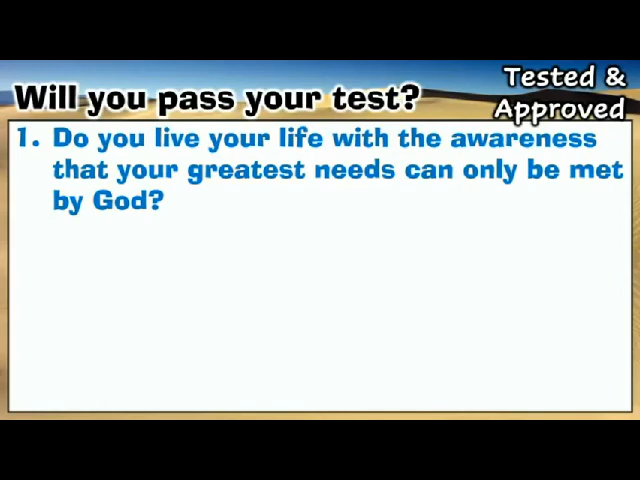 Tested &
Approved
Will you pass your test?
1. Do you live your life with the awareness
that your greatest needs can only be met
by God?